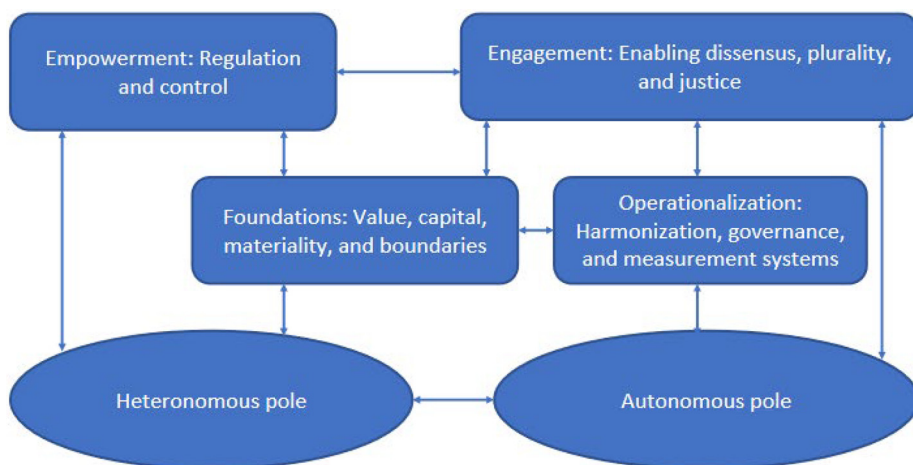 Empowerment: Regulation
and control
Engagement: Enabling dissensus, plurality,
and justice
Foundations: Value, capital,
materiality, and boundaries
Operationalization:
Harmonization, governance,
and measurement systems
Heteronomous pole
Autonomous pole